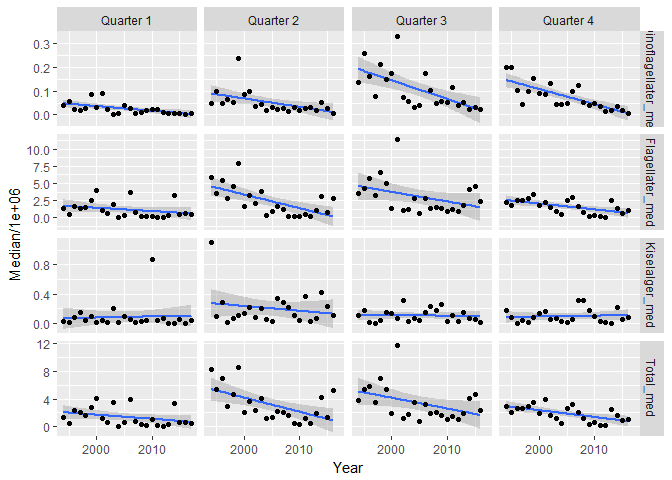 Quarter 1 Quarter 2 Quarter 3 Quarter 4
0.3
0.2
0.1
0.0
inoflagellater_me
10.0
7.5
5.0
2.5
0.0
Flagellater_med
0.8
0.4
0.0
Kiselalger_med
12
8
4
0
Total_med
2000 2010 2000 2010 2000 2010 2000 2010
Year
Median/1e+06